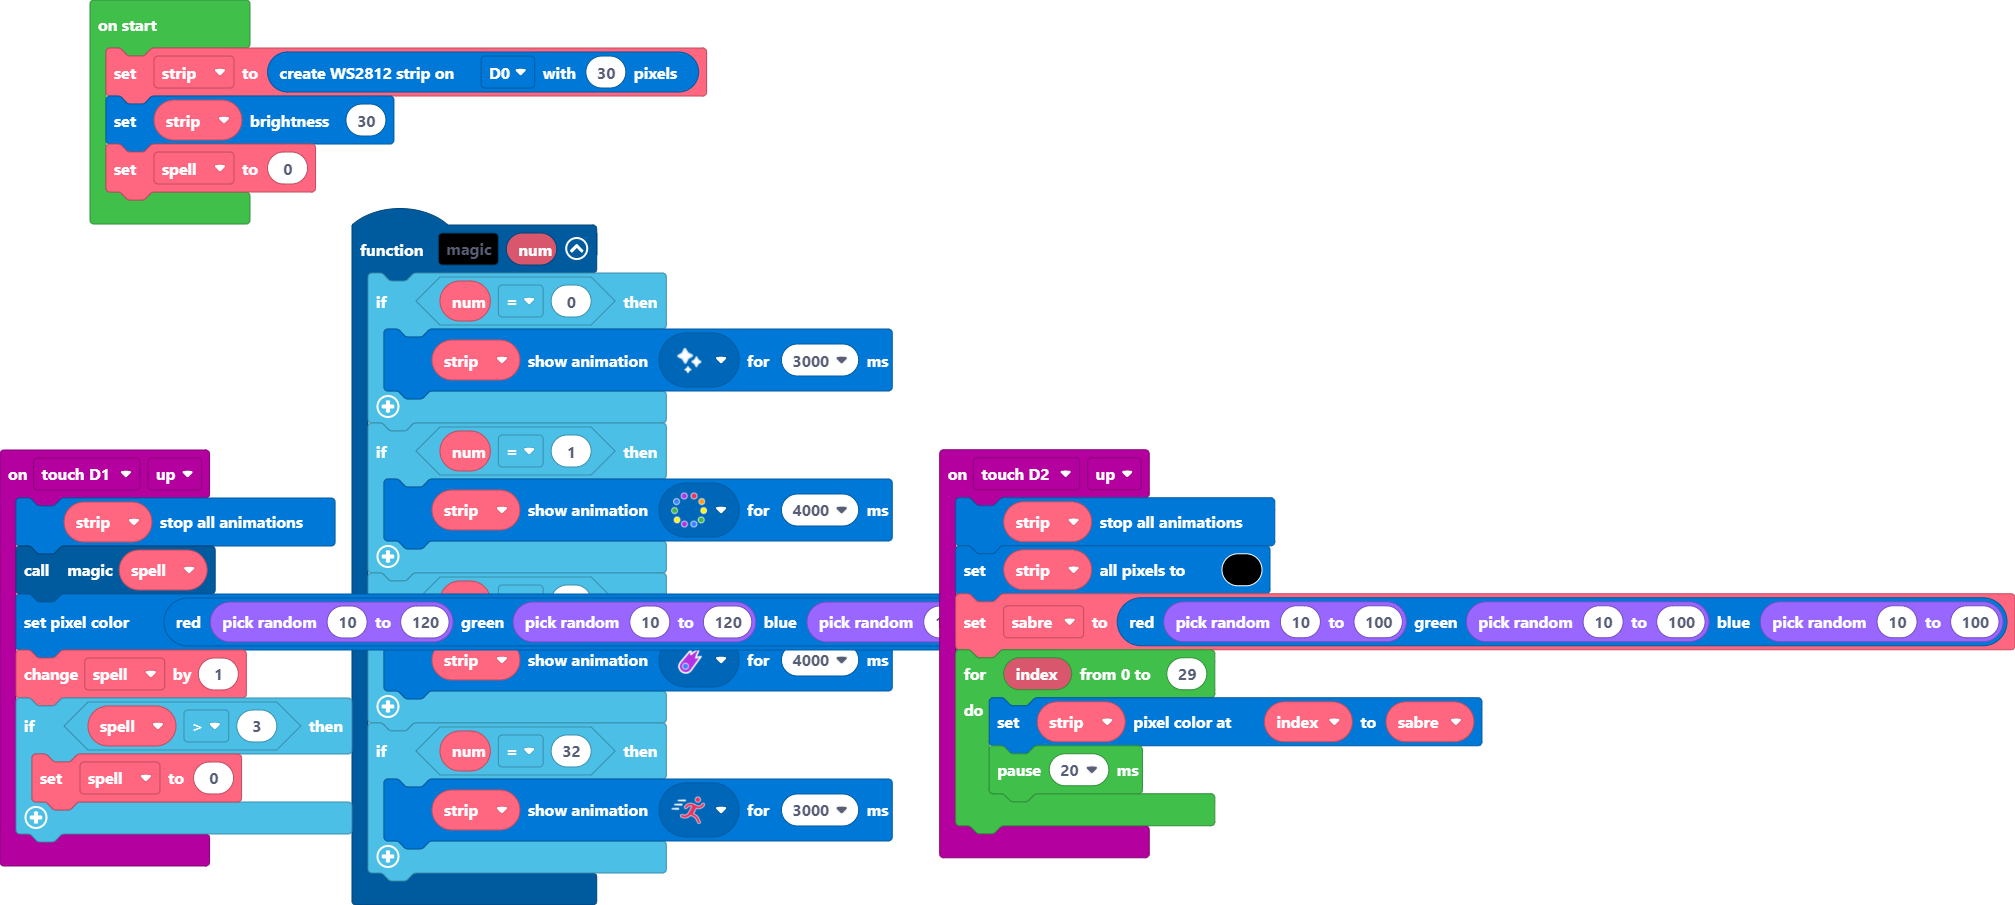 on start
set strip to create WS2812 strip on D0 with 30 pixels
set strip brightness 30
set spell to 0
function magic num
if num = 0 then
strip show animation for 3000 ms
if num = 1 then
strip show animation for 4000 ms
strip show animation for 4000 ms
if num = 32 then
strip show animation for 3000 ms
on touch D1 up
strip stop all animations
call magic spell
set pixel color red pick random 10 to 120 green pick random 10 to 120 blue pick random
change spell by 1
if spell > 3 then
set spell to 0
on touch D2 up
strip stop all animations
set strip all pixels to
set sabre to red pick random 10 to 100 green pick random 10 to 100 blue pick random 10 to 100
for index from 0 to 29
do set strip pixel color at index to sabre
pause 20 ms